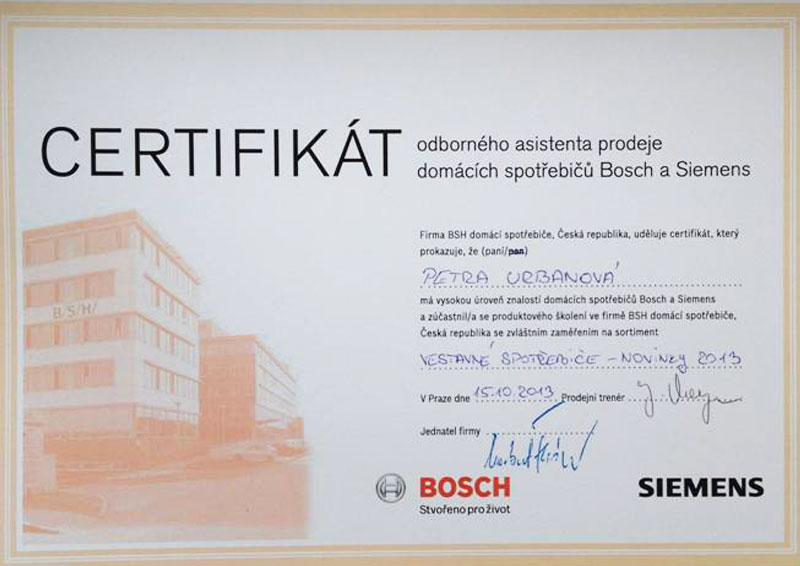 CERTIFIKÁT
odborného asistenta prodeje
domácích spotřebičů Bosch a Siemens
Firma BSH domácí spotřebiče, Česká republika, uděluje certifikát, který
prokazuje, že (paní/pan)
PETRA URBANOVÁ
má vysokou úroveň znalostí domácích spotřebičů Bosch a Siemens
a zúčastnil/a se produktového školení ve firmě BSH domácí spotřebiče,
Česká republika se zvláštním zaměřením na sortiment
VESTAVNÉ SPOTŘEBIČE – NOVINKY 2013
V Praze dne 15.10.2013 Prodejní trenér
Jednatel firmy
B/S/H/
BOSCH
Stvořeno pro život
SIEMENS